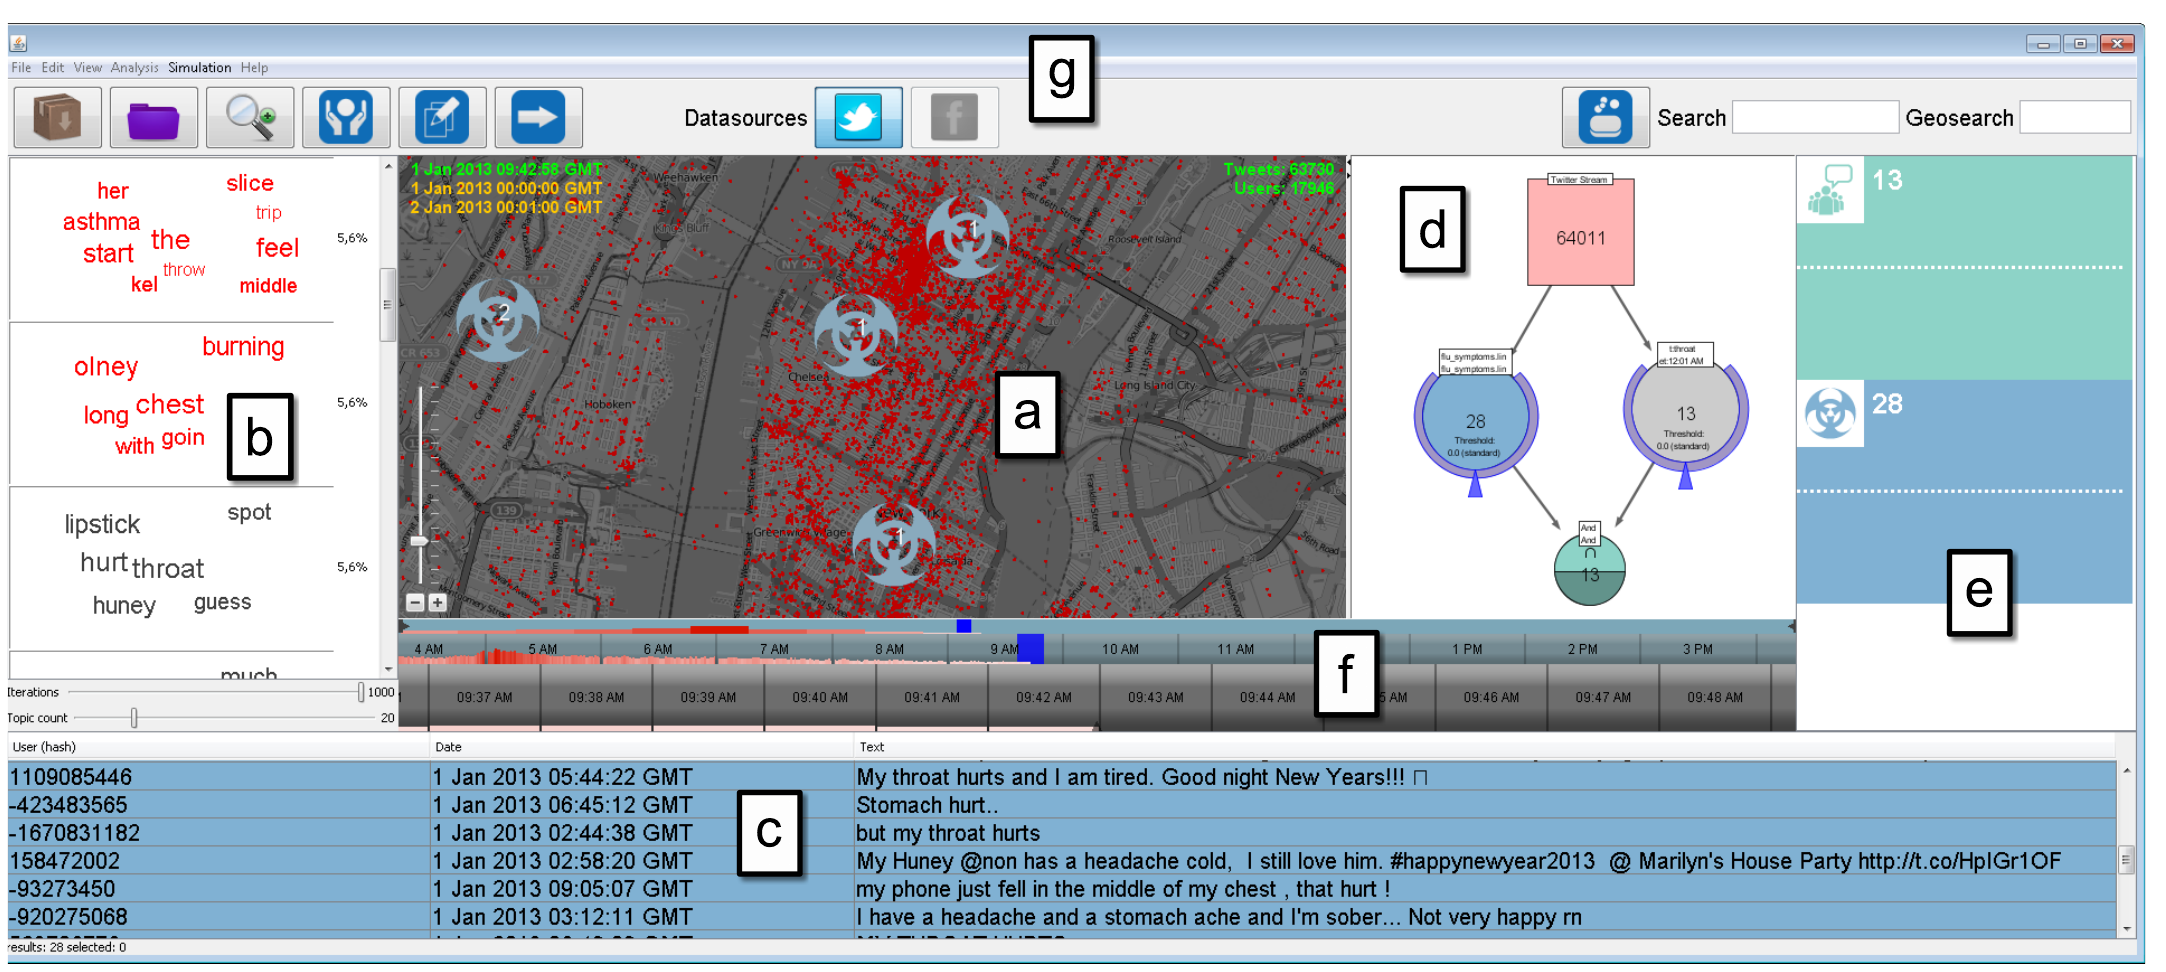 g
File Edit View Analysis Simulation Help
Datasources
Search
Geosearch
her
slice
asthma
trip
the
start
feel
throw
kel
middle
5,6%
olney
burning
long
chest
with
goin
5,6%
b
lipstick
spot
hurt
throat
huney
guess
5,6%
much
Iterations
1000
Topic count
20
1 Jan 2013 09:42:58 GMT
1 Jan 2013 00:00:00 GMT
2 Jan 2013 00:01:00 GMT
Tweets: 63730
Users: 17946
Weehawken
Kings Bluff
Roosevelt Island
Chelsea
Hoboken
Long Island City
Greenwich Village
New York
139
CR 653
1
2
1
1
a
d
Twitter Stream
64011
flu_symptoms.lin
flu_symptoms.lin
28
Threshold:
0.0 (standard)
t:throat
et:12:01 AM
13
Threshold:
0.0 (standard)
And
And
∩
13
13
28
e
4 AM 5 AM 6 AM 7 AM 8 AM 9 AM 10 AM 11 AM 1 PM 2 PM 3 PM
f
09:37 AM 09:38 AM 09:39 AM 09:40 AM 09:41 AM 09:42 AM 09:43 AM 09:44 AM 5 AM 09:46 AM 09:47 AM 09:48 AM
User (hash) Date Text
1109085446 1 Jan 2013 05:44:22 GMT My throat hurts and I am tired. Good night New Years!!! □
-423483565 1 Jan 2013 06:45:12 GMT Stomach hurt..
-1670831182 1 Jan 2013 02:44:38 GMT but my throat hurts
158472002 1 Jan 2013 02:58:20 GMT My Huney @non has a headache cold, I still love him. #happynewyear2013 @ Marilyn's House Party http://t.co/HpIGr1OF
-93273450 1 Jan 2013 09:05:07 GMT my phone just fell in the middle of my chest , that hurt !
-920275068 1 Jan 2013 03:12:11 GMT I have a headache and a stomach ache and I'm sober... Not very happy rn
MY THROAT HURTS
c
results: 28 selected: 0